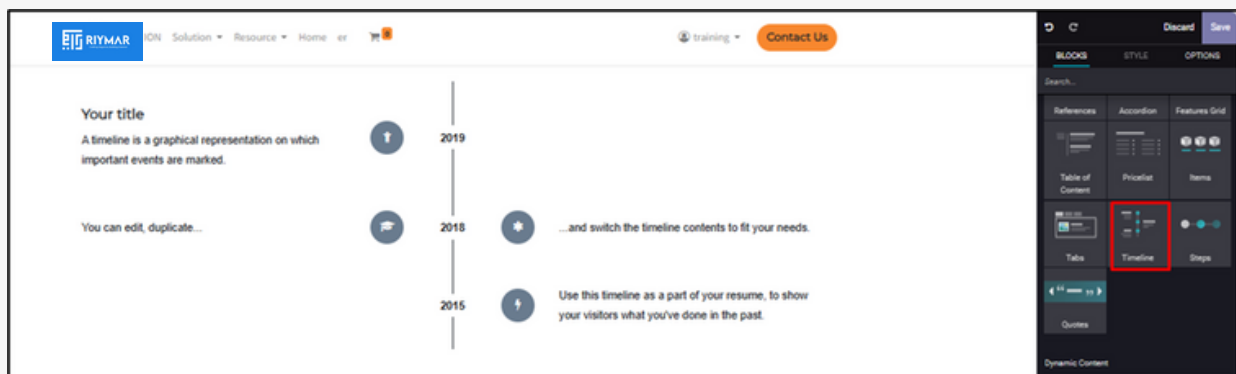 RIYMAR
ION Solution Resource Home er 0 training Contact Us
Discard Save
BLOCKS STYLE OPTIONS
Search...
References Accordion Features Grid
Table of
Content
Pricelist
Items
Tabs Timeline Steps
Quotes
Dynamic Content
Your title
A timeline is a graphical representation on which
important events are marked.
2019
You can edit, duplicate...
2018
...and switch the timeline contents to fit your needs.
2015
Use this timeline as a part of your resume, to show
your visitors what you've done in the past.